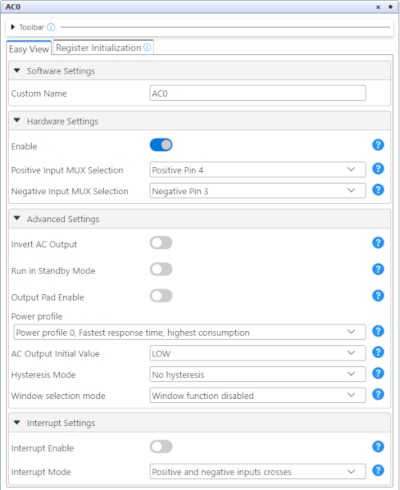 AC0
Toolbar
Easy View Register Initialization
Software Settings
Custom Name AC0
Hardware Settings
Enable
Positive Input MUX Selection Positive Pin 4
Negative Input MUX Selection Negative Pin 3
Advanced Settings
Invert AC Output
Run in Standby Mode
Output Pad Enable
Power profile
Power profile 0, Fastest response time, highest consumption
AC Output Initial Value LOW
Hysteresis Mode No hysteresis
Window selection mode Window function disabled
Interrupt Settings
Interrupt Enable
Interrupt Mode Positive and negative inputs crosses